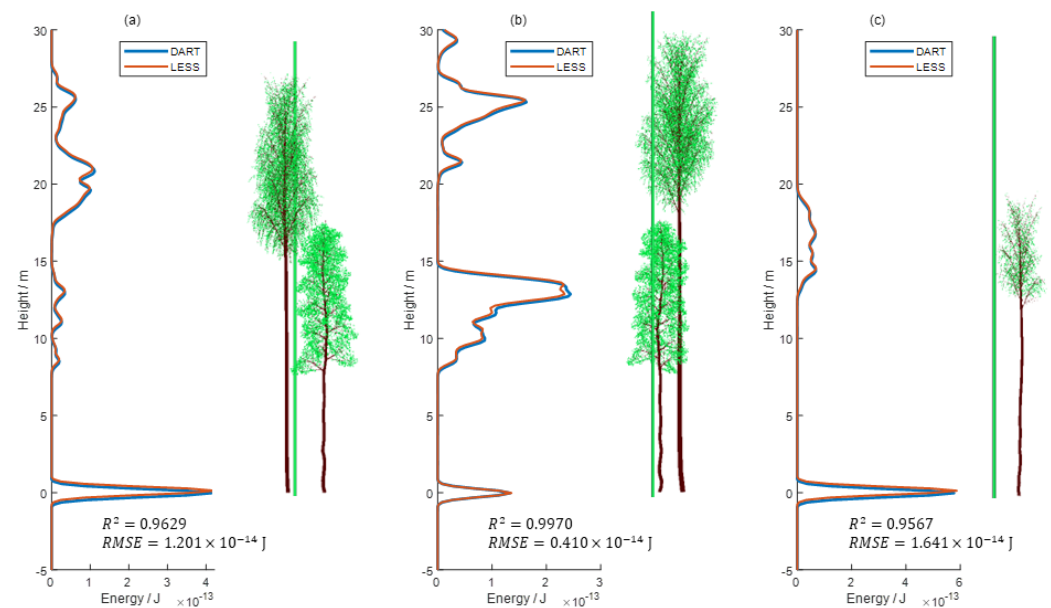 (a)
DART
LESS
30
25
20
15
10
5
0
-5
Height / m
R² = 0.9629
RMSE = 1.201 × 10⁻¹⁴ J
0 1 2 3 4
Energy / J ×10⁻¹³
(b)
DART
LESS
30
25
20
15
10
5
0
-5
Height / m
R² = 0.9970
RMSE = 0.410 × 10⁻¹⁴ J
0 1 2 3
Energy / J ×10⁻¹³
(c)
DART
LESS
30
25
20
15
10
5
0
-5
Height / m
R² = 0.9567
RMSE = 1.641 × 10⁻¹⁴ J
0 2 4 6
Energy / J ×10⁻¹³